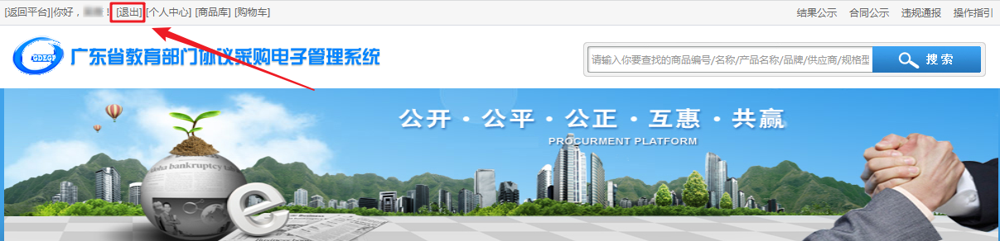 [返回平台]|你好，！ [退出] [个人中心] [商品库] [购物车]
结果公示 合同公示 违规通报 操作指引
GDZGP
广东省教育部门协议采购电子管理系统
请输入你要查找的商品编号/名称/产品名称/品牌/供应商/规格型
搜索
公开·公平·公正·互惠·共赢
PROCURMENT PLATFORM
bankruptcy
e